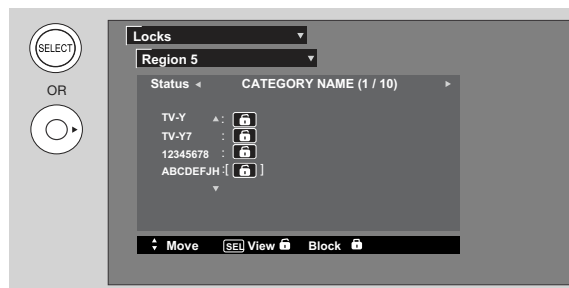 SELECT
OR
Locks
Region 5
Status CATEGORY NAME (1 / 10)
TV-Y :
TV-Y7 :
12345678 :
ABCDEFJH :[ ]
Move SEL View Block